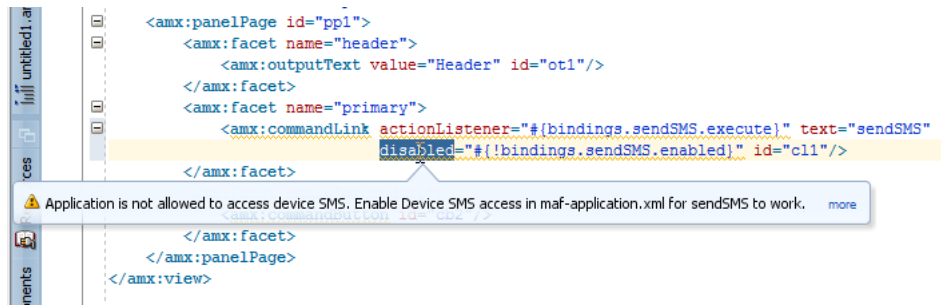 untitled1.am
<amx:panelPage id="pp1">
<amx:facet name="header">
<amx:outputText value="Header" id="ot1"/>
</amx:facet>
<amx:facet name="primary">
<amx:commandLink actionListener="#{bindings.sendSMS.execute}" text="sendSMS"
disabled="#{!bindings.sendSMS.enabled}" id="cl1"/>
</amx:facet>
Application is not allowed to access device SMS. Enable Device SMS access in maf-application.xml for sendSMS to work. more
<amx:commandButton id="cb2"/>
</amx:facet>
</amx:panelPage>
</amx:view>